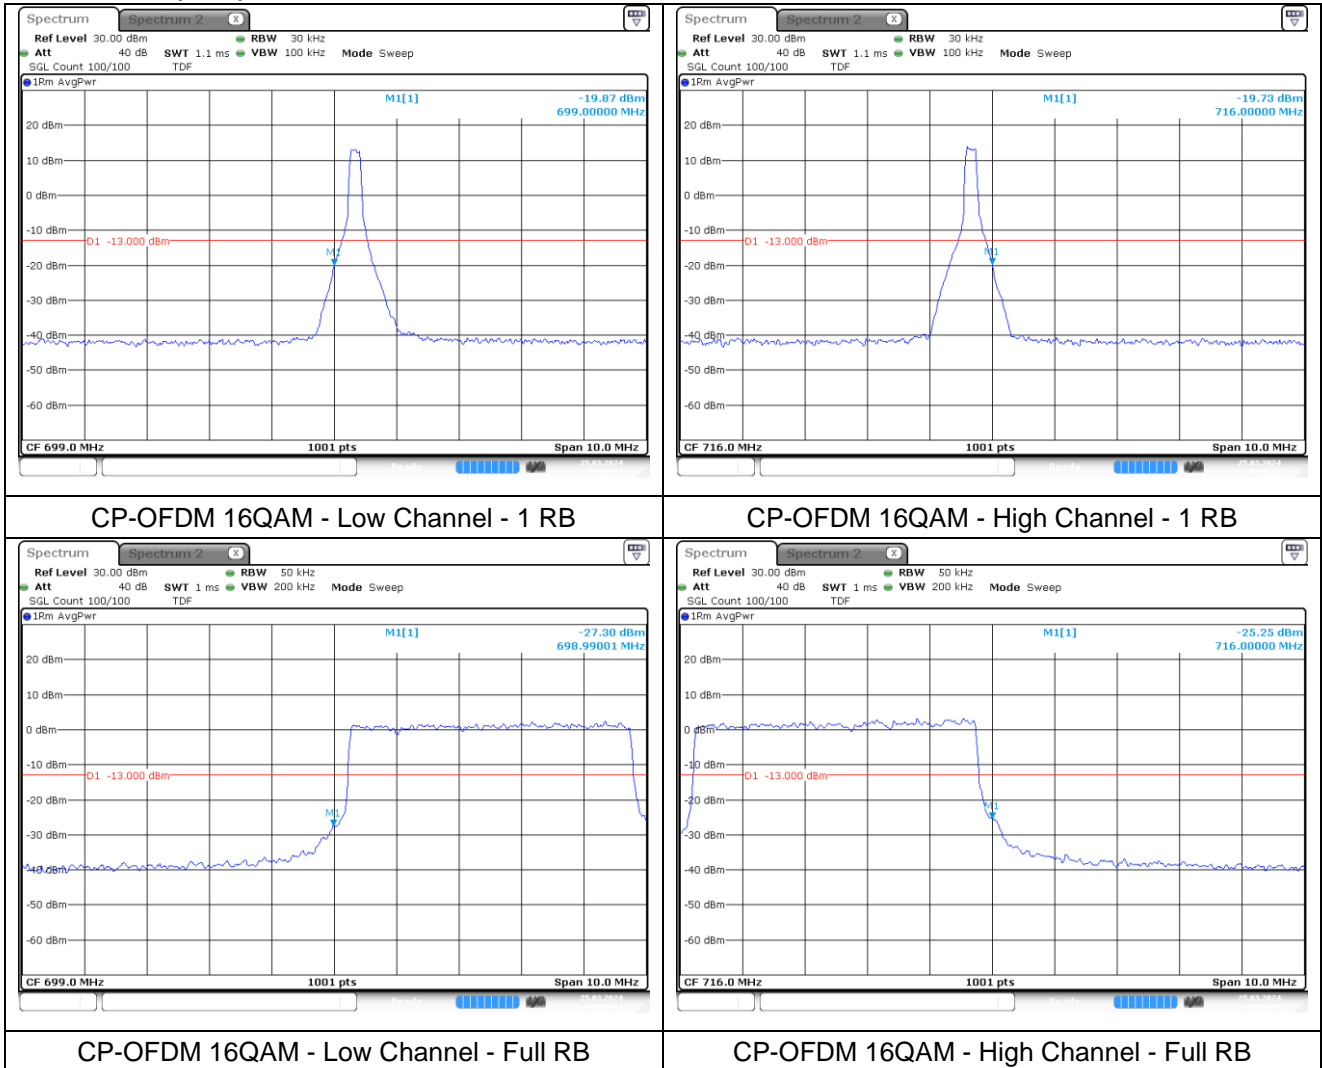 Spectrum Spectrum 2 X
Ref Level 30.00 dBm RBW 30 kHz
Att 40 dB SWT 1.1 ms VBW 100 kHz Mode Sweep
SGL Count 100/100 TDF
1Rm AvgPwr
M1[1] -19.87 dBm
699.00000 MHz
20 dBm
10 dBm
0 dBm
-10 dBm
D1 -13.000 dBm
M1
-20 dBm
-30 dBm
-40 dBm
-50 dBm
-60 dBm
CF 699.0 MHz 1001 pts Span 10.0 MHz
Ready 25.03.2024
CP-OFDM 16QAM - Low Channel - 1 RB
Spectrum Spectrum 2 X
Ref Level 30.00 dBm RBW 30 kHz
Att 40 dB SWT 1.1 ms VBW 100 kHz Mode Sweep
SGL Count 100/100 TDF
1Rm AvgPwr
M1[1] -19.73 dBm
716.00000 MHz
20 dBm
10 dBm
0 dBm
-10 dBm
D1 -13.000 dBm
M1
-20 dBm
-30 dBm
-40 dBm
-50 dBm
-60 dBm
CF 716.0 MHz 1001 pts Span 10.0 MHz
Ready 25.03.2024
CP-OFDM 16QAM - High Channel - 1 RB
Spectrum Spectrum 2 X
Ref Level 30.00 dBm RBW 50 kHz
Att 40 dB SWT 1 ms VBW 200 kHz Mode Sweep
SGL Count 100/100 TDF
1Rm AvgPwr
M1[1] -27.30 dBm
698.99001 MHz
20 dBm
10 dBm
0 dBm
-10 dBm
D1 -13.000 dBm
M1
-20 dBm
-30 dBm
-40 dBm
-50 dBm
-60 dBm
CF 699.0 MHz 1001 pts Span 10.0 MHz
Ready 25.03.2024
CP-OFDM 16QAM - Low Channel - Full RB
Spectrum Spectrum 2 X
Ref Level 30.00 dBm RBW 50 kHz
Att 40 dB SWT 1 ms VBW 200 kHz Mode Sweep
SGL Count 100/100 TDF
1Rm AvgPwr
M1[1] -25.25 dBm
716.00000 MHz
20 dBm
10 dBm
0 dBm
-10 dBm
D1 -13.000 dBm
M1
-20 dBm
-30 dBm
-40 dBm
-50 dBm
-60 dBm
CF 716.0 MHz 1001 pts Span 10.0 MHz
Ready 25.03.2024
CP-OFDM 16QAM - High Channel - Full RB